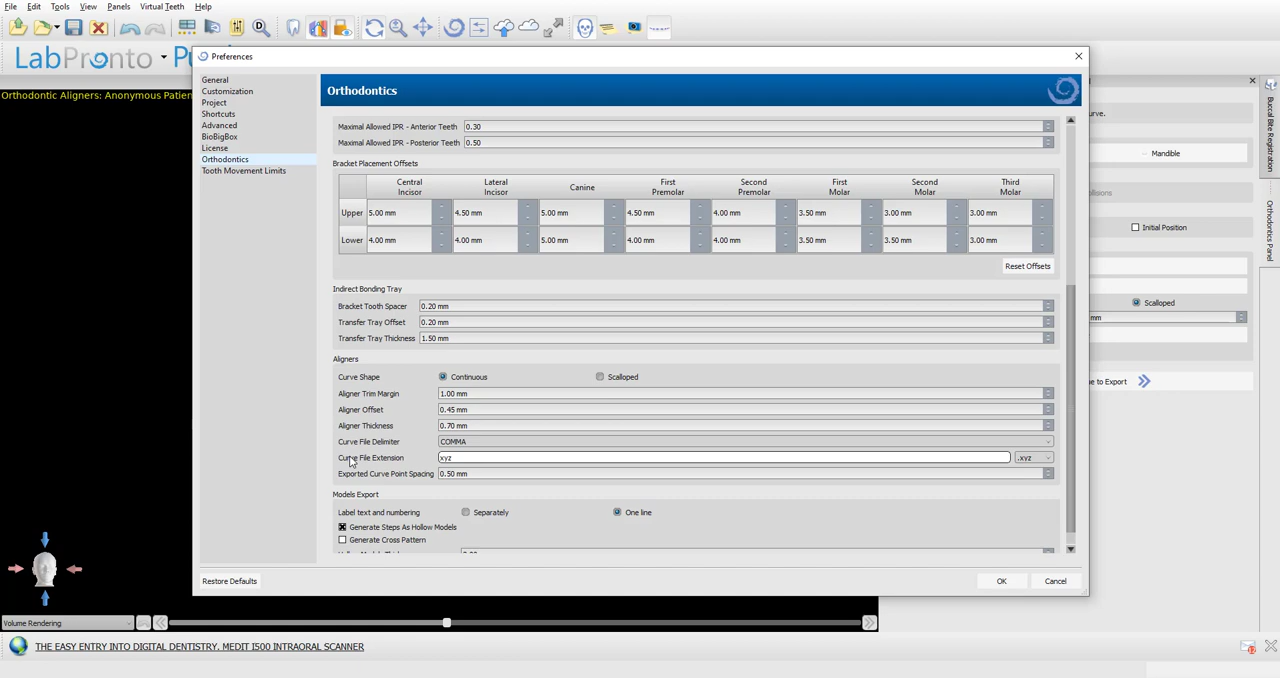 File Edit Tools View Panels Virtual Teeth Help
LabPronto
Preferences
Orthodontic Aligners: Anonymous Patien
General
Customization
Project
Shortcuts
Advanced
BioBigBox
License
Orthodontics
Tooth Movement Limits
Orthodontics
Maximal Allowed IPR - Anterior Teeth 0.30
Maximal Allowed IPR - Posterior Teeth 0.50
Bracket Placement Offsets
Central Incisor Lateral Incisor Canine First Premolar Second Premolar First Molar Second Molar Third Molar
Upper 5.00 mm 4.50 mm 5.00 mm 4.50 mm 4.00 mm 3.50 mm 3.00 mm 3.00 mm
Lower 4.00 mm 4.00 mm 5.00 mm 4.00 mm 4.00 mm 3.50 mm 3.50 mm 3.00 mm
Reset Offsets
Indirect Bonding Tray
Bracket Tooth Spacer 0.20 mm
Transfer Tray Offset 0.20 mm
Transfer Tray Thickness 1.50 mm
Aligners
Curve Shape Continuous Scalloped
Aligner Trim Margin 1.00 mm
Aligner Offset 0.45 mm
Aligner Thickness 0.70 mm
Curve File Delimiter COMMA
Curve File Extension xyz .xyz
Exported Curve Point Spacing 0.50 mm
Models Export
Label text and numbering Separately One line
Generate Steps As Hollow Models
Generate Cross Pattern
Restore Defaults OK Cancel
Buccal Bite Registration
Orthodontics Panel
rve.
Mandible
Initial Position
Scalloped
mm
e to Export
Volume Rendering
THE EASY ENTRY INTO DIGITAL DENTISTRY, MEDIT I500 INTRAORAL SCANNER